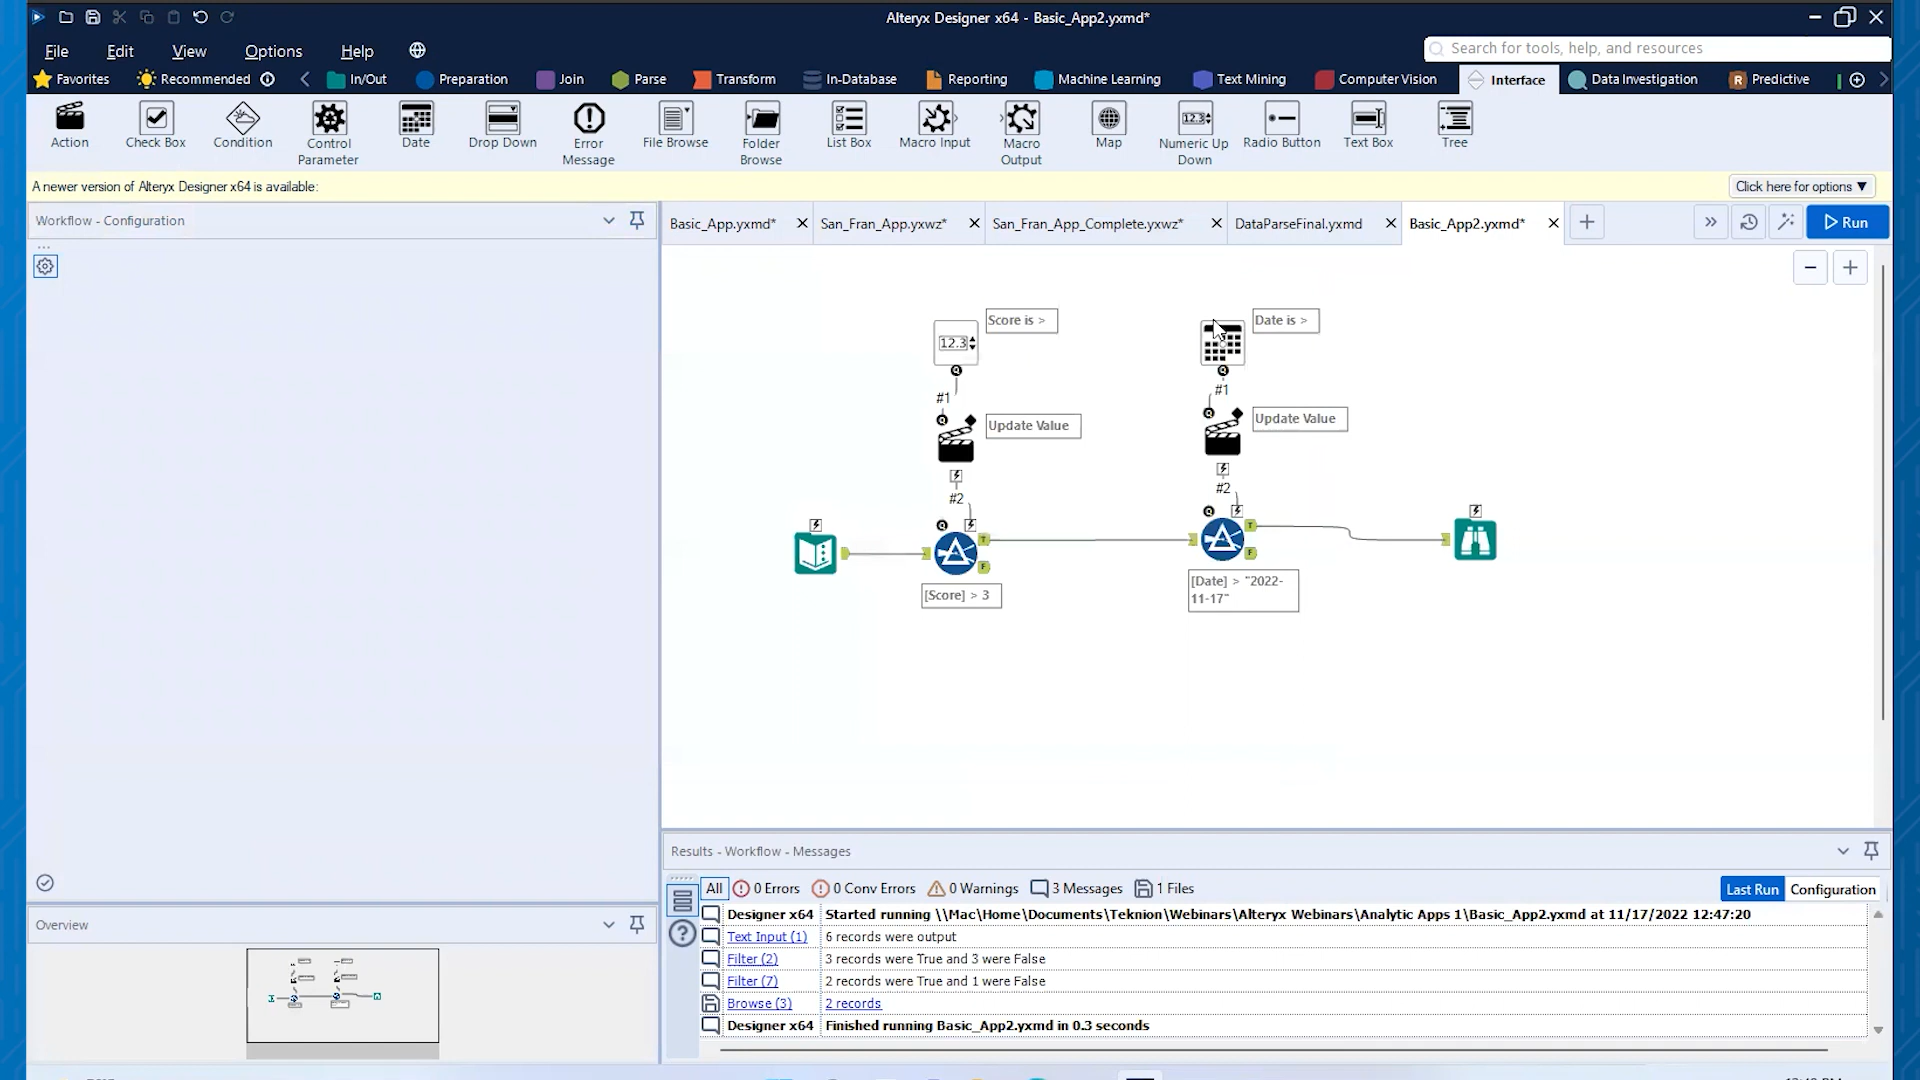 Alteryx Designer x64 - Basic_App2.yxmd*
File Edit View Options Help
Search for tools, help, and resources
Favorites Recommended In/Out Preparation Join Parse Transform In-Database Reporting Machine Learning Text Mining Computer Vision Interface Data Investigation Predictive
Action Check Box Condition Control Parameter Date Drop Down Error Message File Browse Folder Browse List Box Macro Input Macro Output Map Numeric Up Down Radio Button Text Box Tree
A newer version of Alteryx Designer x64 is available:
Click here for options ▼
Workflow - Configuration
Basic_App.yxmd* San_Fran_App.yxwz* San_Fran_App_Complete.yxwz* DataParseFinal.yxmd Basic_App2.yxmd*
Run
Score is >
Date is >
12.3
#1
#1
Update Value
Update Value
#2
#2
T
F
T
F
[Score] > 3
[Date] > "2022-
11-17"
Results - Workflow - Messages
All 0 Errors 0 Conv Errors 0 Warnings 3 Messages 1 Files
Last Run Configuration
Designer x64 Started running \\Mac\Home\Documents\Teknion\Webinars\Alteryx Webinars\Analytic Apps 1\Basic_App2.yxmd at 11/17/2022 12:47:20
Text Input (1) 6 records were output
Filter (2) 3 records were True and 3 were False
Filter (7) 2 records were True and 1 were False
Browse (3) 2 records
Designer x64 Finished running Basic_App2.yxmd in 0.3 seconds
Overview